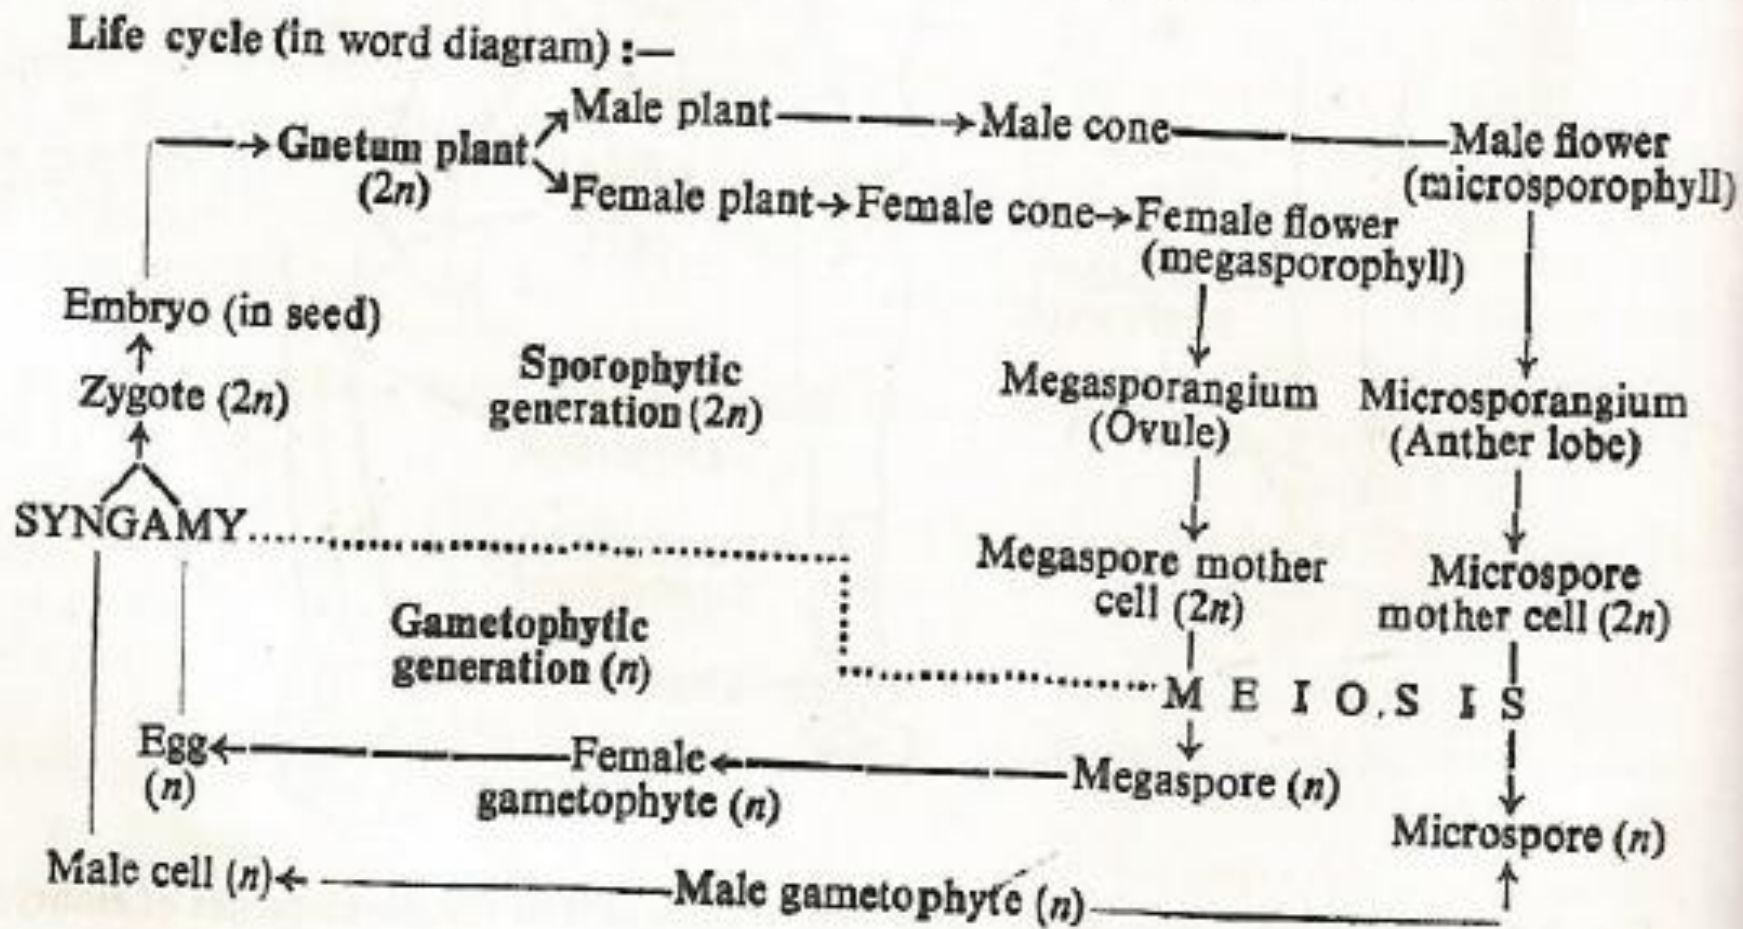 Life cycle (in word diagram) :—
Male plant
Male cone
Male flower
(microsporophyll)
Gnetum plant
(2n)
Female plant
Female cone
Female flower
(megasporophyll)
Embryo (in seed)
Zygote (2n)
Sporophytic
generation (2n)
Megasporangium
(Ovule)
Microsporangium
(Anther lobe)
SYNGAMY
Megaspore mother
cell (2n)
Microspore
mother cell (2n)
Gametophytic
generation (n)
M E I O S I S
Egg
(n)
Female
gametophyte (n)
Megaspore (n)
Microspore (n)
Male cell (n)
Male gametophyte (n)